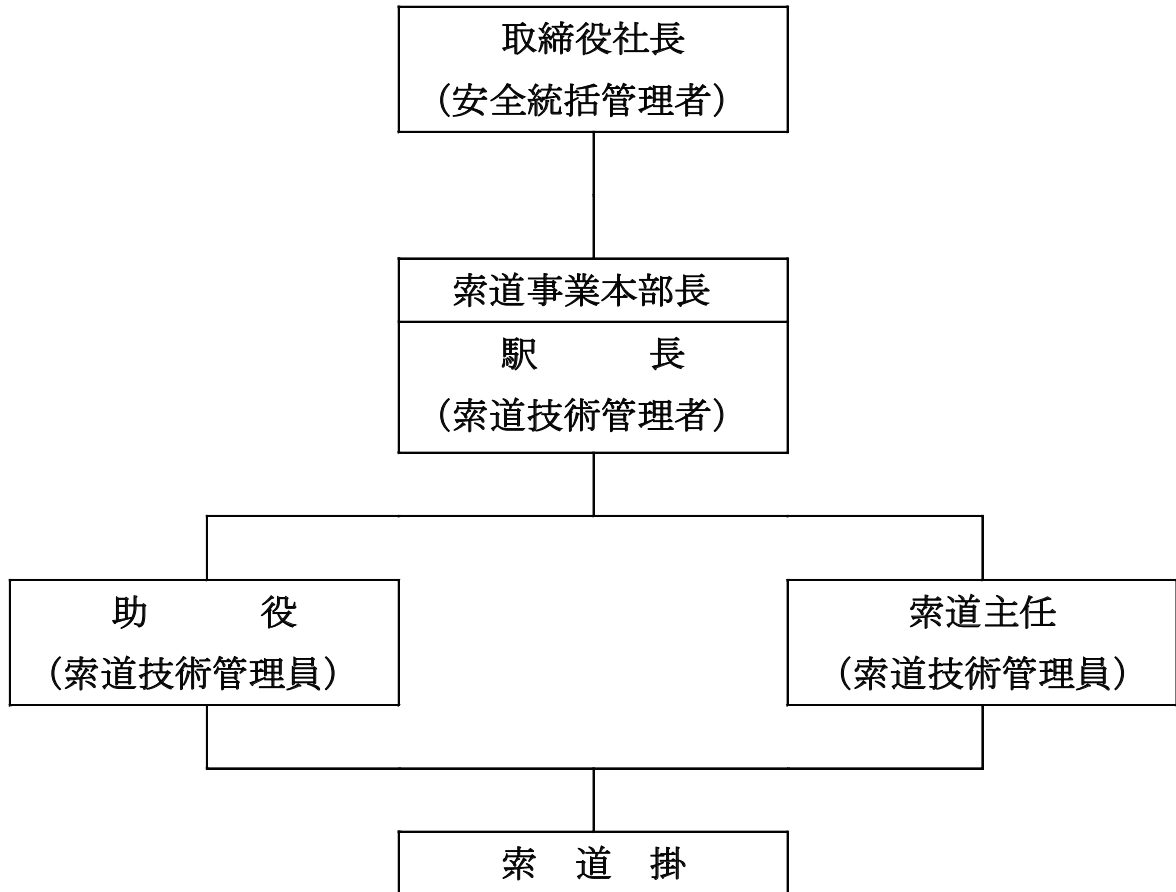 取締役社長
（安全統括管理者）
索道事業本部長
駅　　　長
（索道技術管理者）
助　　　役
（索道技術管理員）
索道主任
（索道技術管理員）
索　道　掛